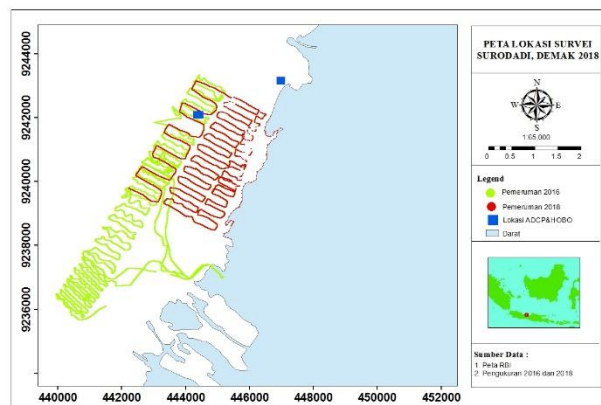 PETA LOKASI SURVEI
SURODADI, DEMAK 2018
N
W E
S
1:65.000
0 0.5 1 2
Legend
Pemeruman 2016
Pemeruman 2018
Lokasi ADCP&HOBO
Darat
Sumber Data :
1. Peta RBI
2. Pengukuran 2016 dan 2018
9244000
9242000
9240000
9238000
9236000
440000 442000 444000 446000 448000 450000 452000